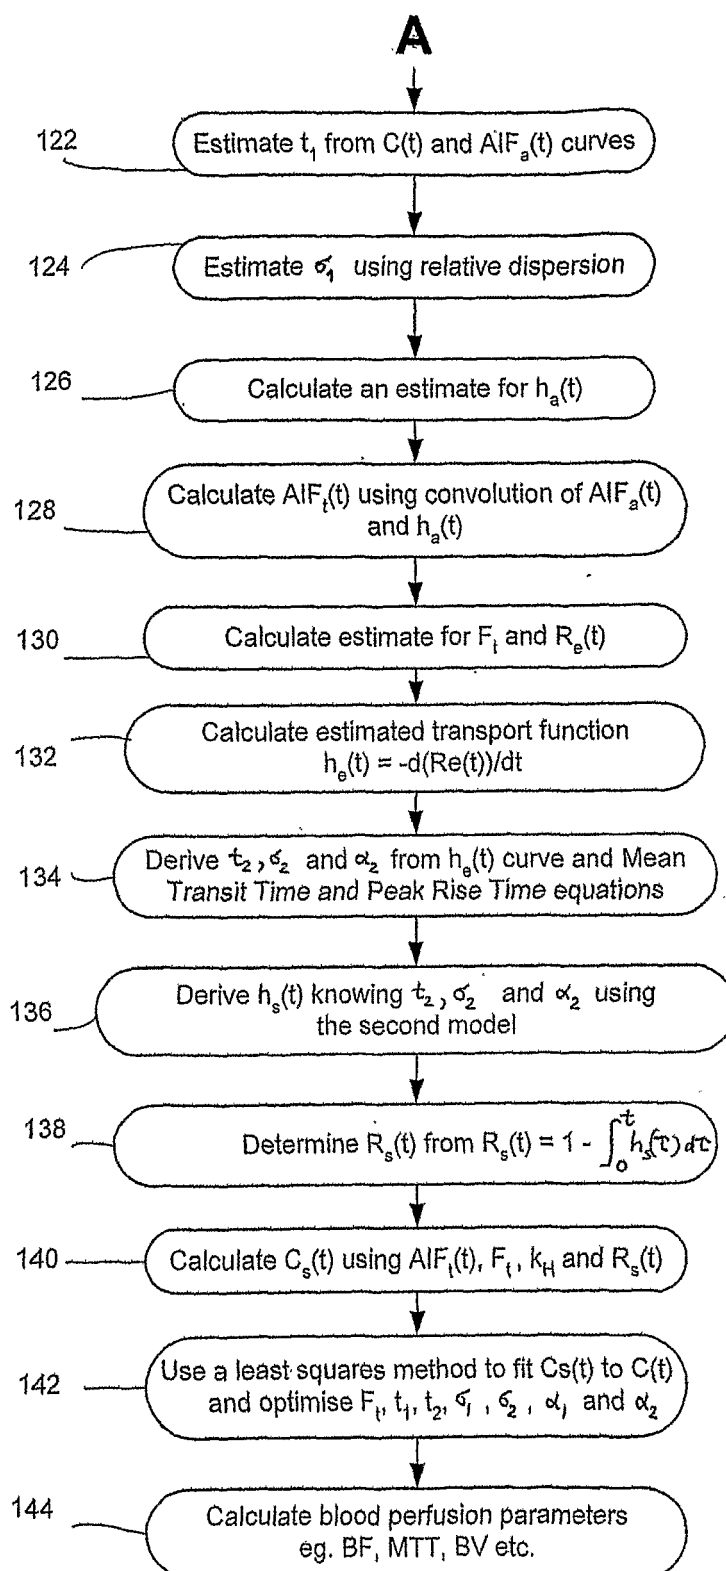 A
122
Estimate t₁ from C(t) and AIFₐ(t) curves
124
Estimate σ₁ using relative dispersion
126
Calculate an estimate for hₐ(t)
128
Calculate AIFₜ(t) using convolution of AIFₐ(t)
and hₐ(t)
130
Calculate estimate for Fₜ and Rₑ(t)
132
Calculate estimated transport function
hₑ(t) = -d(Re(t))/dt
134
Derive t₂, σ₂ and α₂ from hₑ(t) curve and Mean
Transit Time and Peak Rise Time equations
136
Derive hₛ(t) knowing t₂, σ₂ and α₂ using
the second model
138
Determine Rₛ(t) from Rₛ(t) = 1 - ∫₀ᵗ hₛ(τ) dτ
140
Calculate Cₛ(t) using AIFₜ(t), Fₜ, k_H and Rₛ(t)
142
Use a least squares method to fit Cs(t) to C(t)
and optimise Fₜ, t₁, t₂, σ₁, σ₂, α₁ and α₂
144
Calculate blood perfusion parameters
eg. BF, MTT, BV etc.